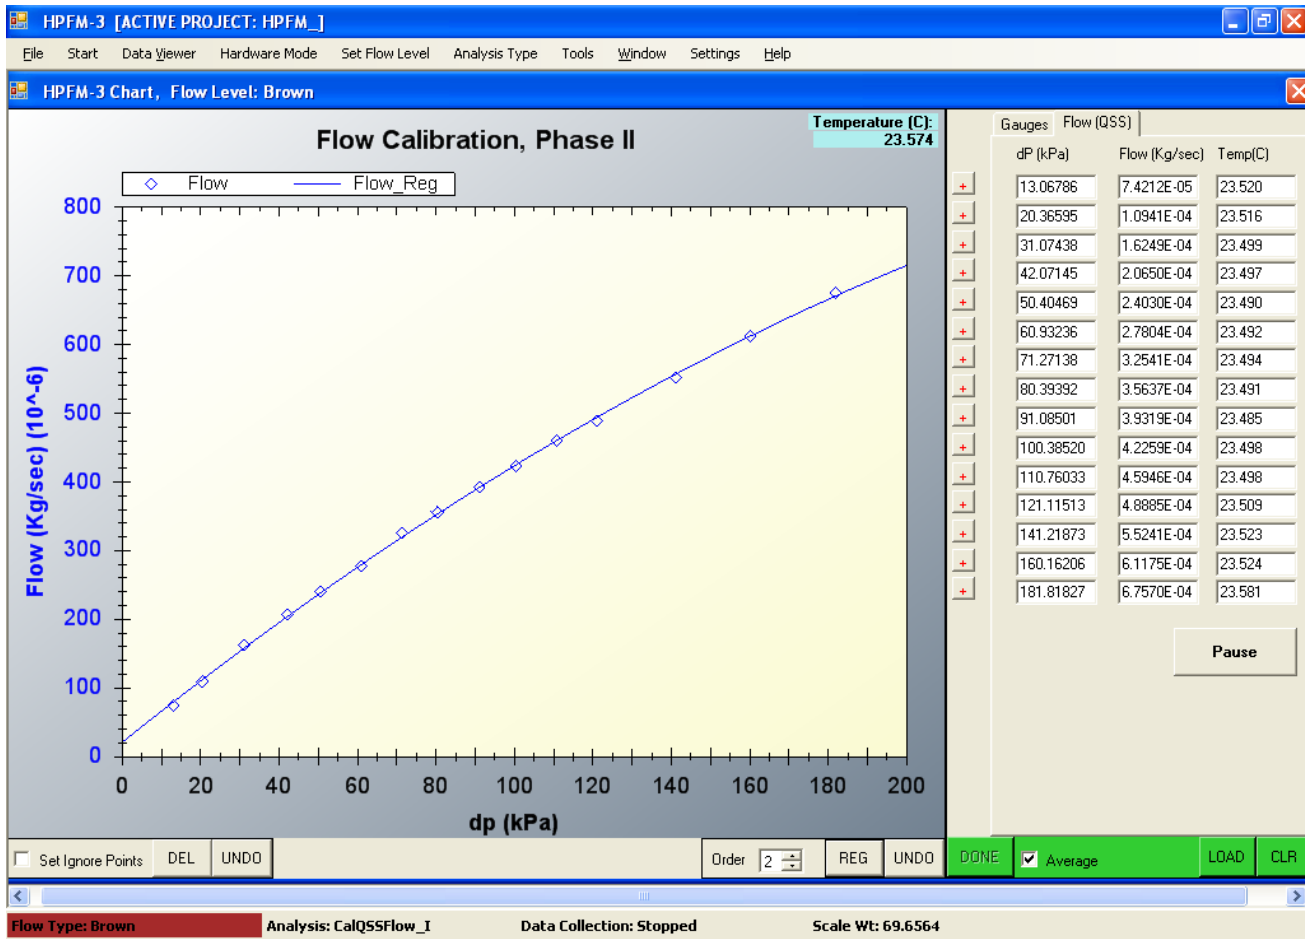 HPFM-3 [ACTIVE PROJECT: HPFM_]
File Start Data Viewer Hardware Mode Set Flow Level Analysis Type Tools Window Settings Help
HPFM-3 Chart, Flow Level: Brown
Flow Calibration, Phase II
Temperature (C):
23.574
Flow Flow_Reg
800
700
600
500
400
300
200
100
0
Flow (Kg/sec) (10^-6)
0 20 40 60 80 100 120 140 160 180 200
dp (kPa)
Gauges Flow (QSS)
dP (kPa) Flow (Kg/sec) Temp(C)
+ 13.06786 7.4212E-05 23.520
+ 20.36595 1.0941E-04 23.516
+ 31.07438 1.6249E-04 23.499
+ 42.07145 2.0650E-04 23.497
+ 50.40469 2.4030E-04 23.490
+ 60.93236 2.7804E-04 23.492
+ 71.27138 3.2541E-04 23.494
+ 80.39392 3.5637E-04 23.491
+ 91.08501 3.9319E-04 23.485
+ 100.38520 4.2259E-04 23.498
+ 110.76033 4.5946E-04 23.498
+ 121.11513 4.8885E-04 23.509
+ 141.21873 5.5241E-04 23.523
+ 160.16206 6.1175E-04 23.524
+ 181.81827 6.7570E-04 23.581
Pause
Set Ignore Points DEL UNDO Order 2 REG UNDO DONE Average LOAD CLR
Flow Type: Brown Analysis: CalQSSFlow_I Data Collection: Stopped Scale Wt: 69.6564